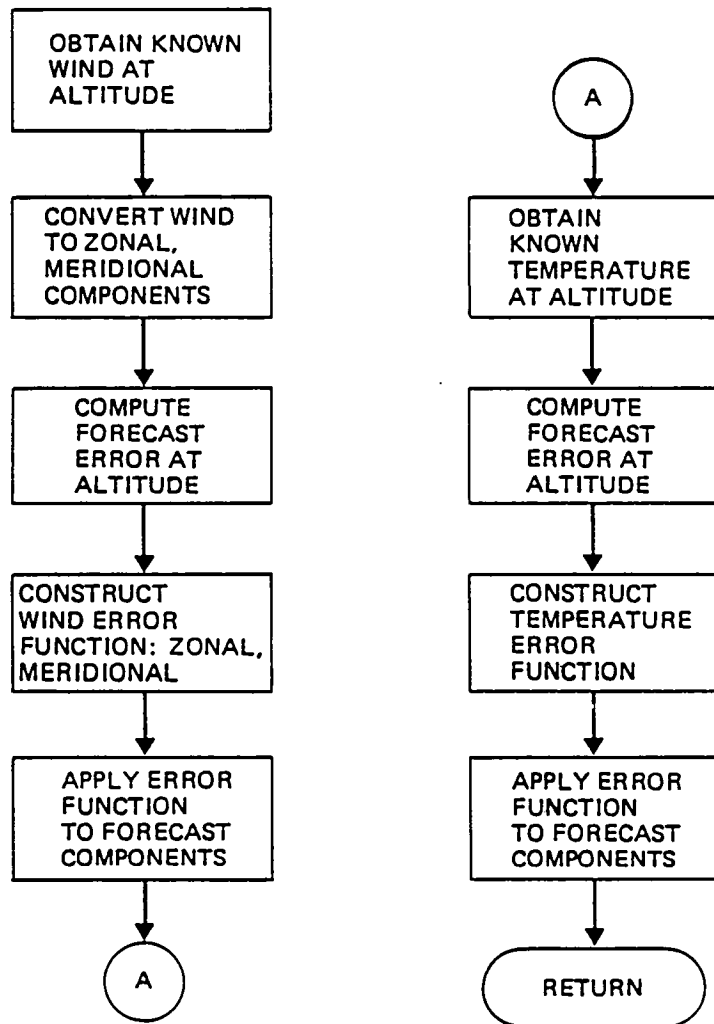 OBTAIN KNOWN
WIND AT
ALTITUDE
CONVERT WIND
TO ZONAL,
MERIDIONAL
COMPONENTS
COMPUTE
FORECAST
ERROR AT
ALTITUDE
CONSTRUCT
WIND ERROR
FUNCTION: ZONAL,
MERIDIONAL
APPLY ERROR
FUNCTION
TO FORECAST
COMPONENTS
A
A
OBTAIN
KNOWN
TEMPERATURE
AT ALTITUDE
COMPUTE
FORECAST
ERROR AT
ALTITUDE
CONSTRUCT
TEMPERATURE
ERROR
FUNCTION
APPLY ERROR
FUNCTION
TO FORECAST
COMPONENTS
RETURN